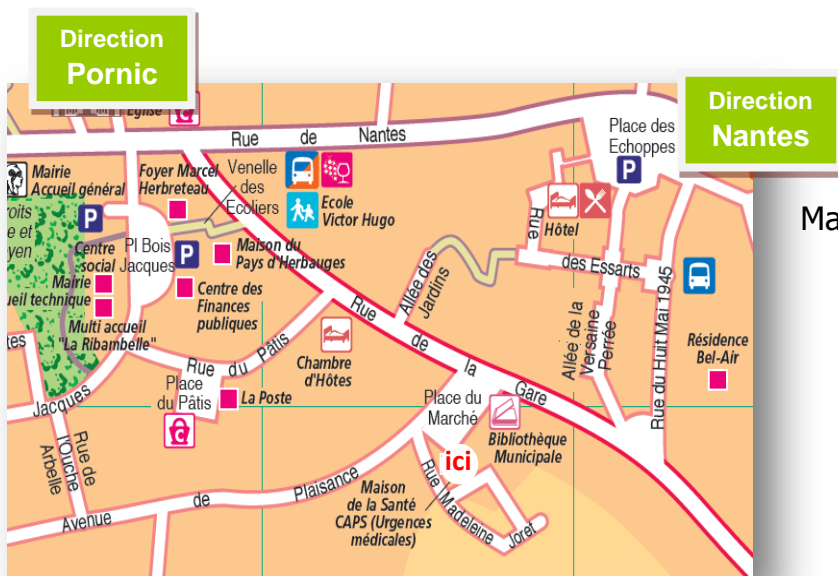 Direction
Pornic
Direction
Nantes
Ma
Eglise
Rue de Nantes
Place des
Echoppes
P
Mairie
Accueil général
Foyer Marcel
Herbreteau
Venelle
des
Ecoliers
Ecole
Victor Hugo
P
Pl Bois
Jacques
P
Maison du
Pays d'Herbauges
Centre
social
Mairie
ueil technique
Multi accueil
"La Ribambelle"
Centre des
Finances
publiques
Hôtel
Rue
des Essarts
Allée des
Jardins
Allée de la
Versaine
Perrée
Rue du Huit Mai 1945
Résidence
Bel-Air
Rue de la Gare
Chambre
d'Hôtes
Rue du Pâtis
Place
du Pâtis
La Poste
Place du
Marché
Bibliothèque
Municipale
ici
Jacques
Rue de
l'Ouche
Arbelle
Avenue de Plaisance
Maison
de la Santé
CAPS (Urgences
médicales)
Rue Madeleine Joret